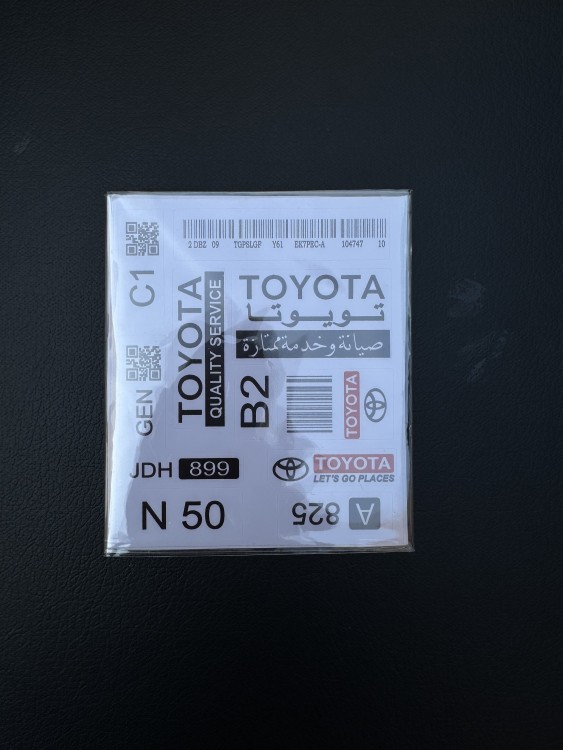 2 DBZ 09 TGPSLGF Y61 EK7PEC-A 104747 10
C1
TOYOTA
QUALITY SERVICE
TOYOTA
تويوتا
صيانة وخدمة ممتازة
GEN
B2
TOYOTA
JDH 899
TOYOTA
LET'S GO PLACES
N 50
A 825